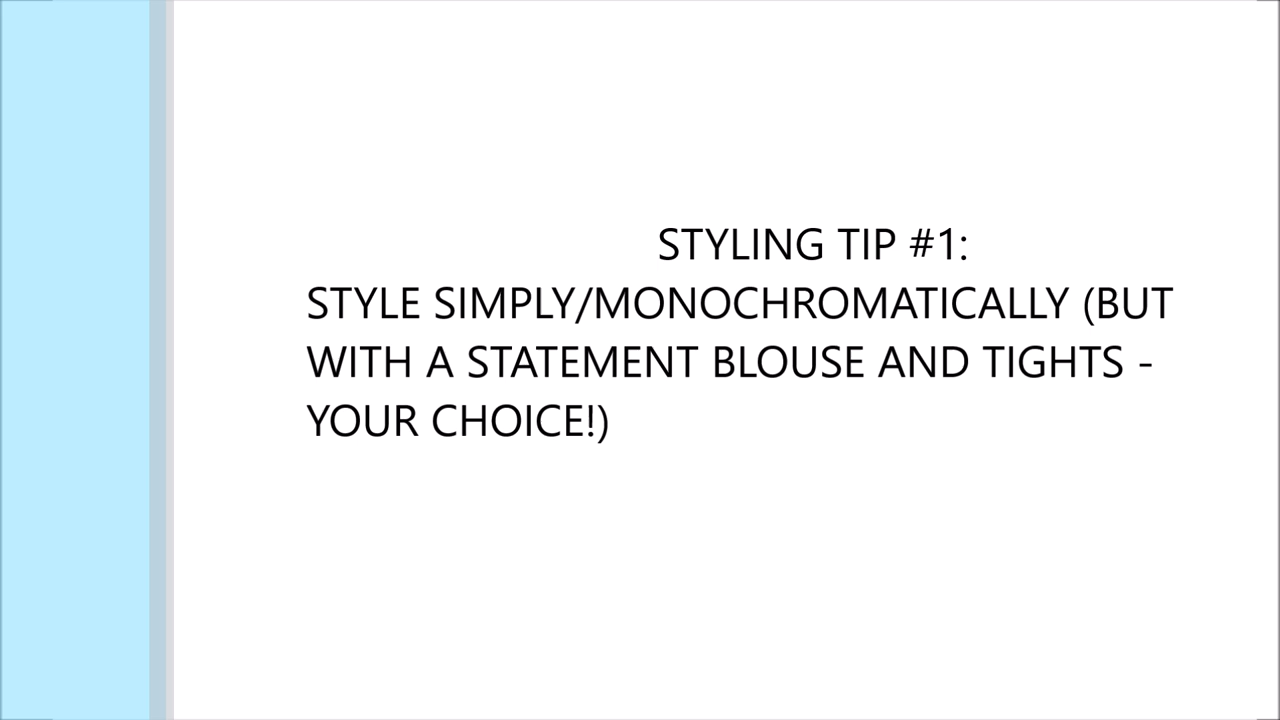 STYLING TIP #1:
STYLE SIMPLY/MONOCHROMATICALLY (BUT
WITH A STATEMENT BLOUSE AND TIGHTS -
YOUR CHOICE!)